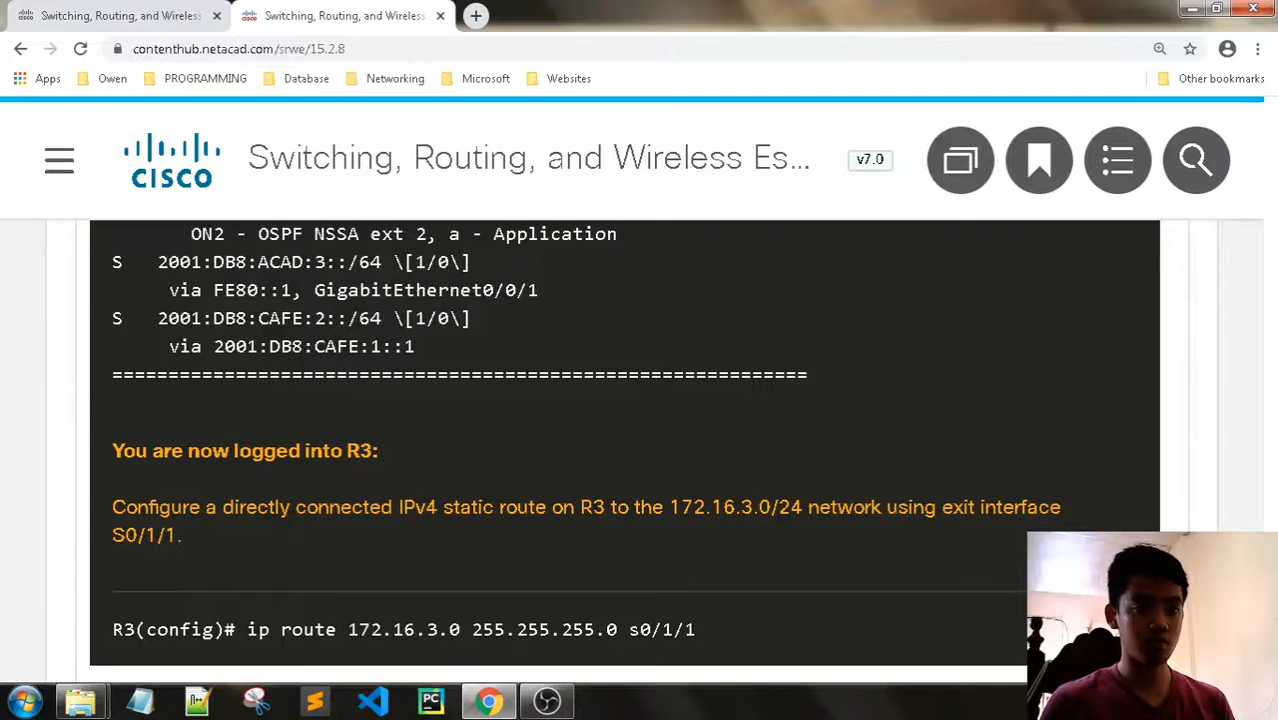 Switching, Routing, and Wireless
Switching, Routing, and Wireless
contenthub.netacad.com/srwe/15.2.8
Apps
Owen
PROGRAMMING
Database
Networking
Microsoft
Websites
Other bookmarks
CISCO
Switching, Routing, and Wireless Es...
v7.0
ON2 - OSPF NSSA ext 2, a - Application
S 2001:DB8:ACAD:3::/64 \[1/0\]
via FE80::1, GigabitEthernet0/0/1
S 2001:DB8:CAFE:2::/64 \[1/0\]
via 2001:DB8:CAFE:1::1
==============================================================
You are now logged into R3:
Configure a directly connected IPv4 static route on R3 to the 172.16.3.0/24 network using exit interface
S0/1/1.
R3(config)# ip route 172.16.3.0 255.255.255.0 s0/1/1
PC